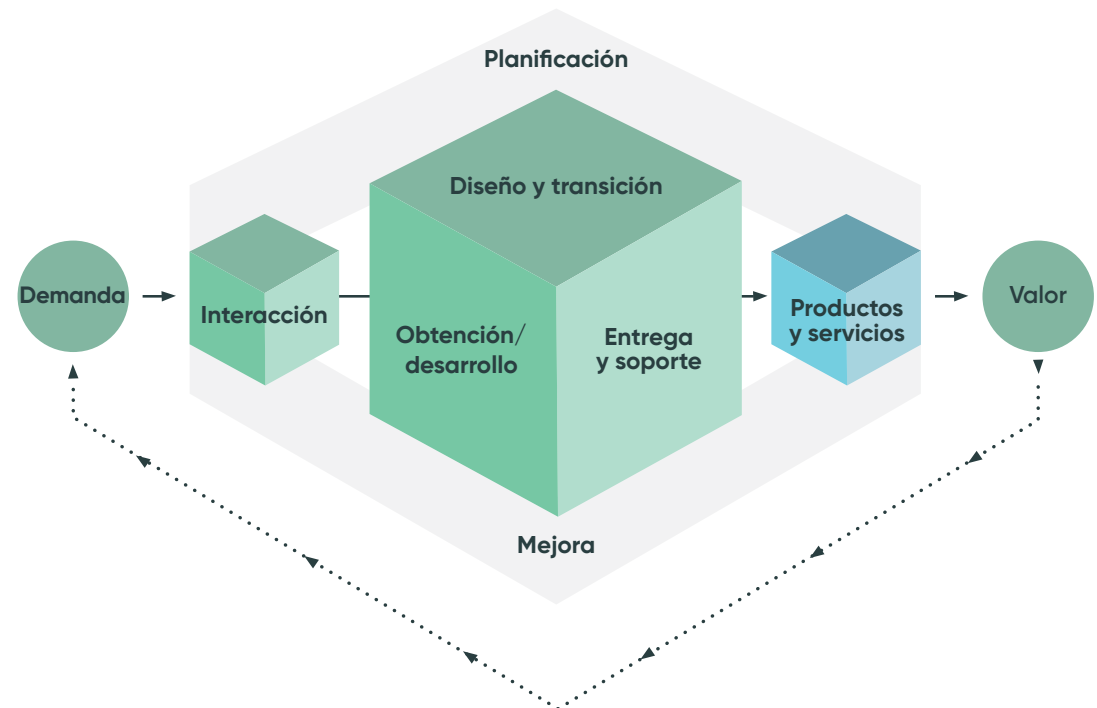 Planificación
Diseño y transición
Demanda
Interacción
Obtención/
desarrollo
Entrega
y soporte
Productos
y servicios
Valor
Mejora